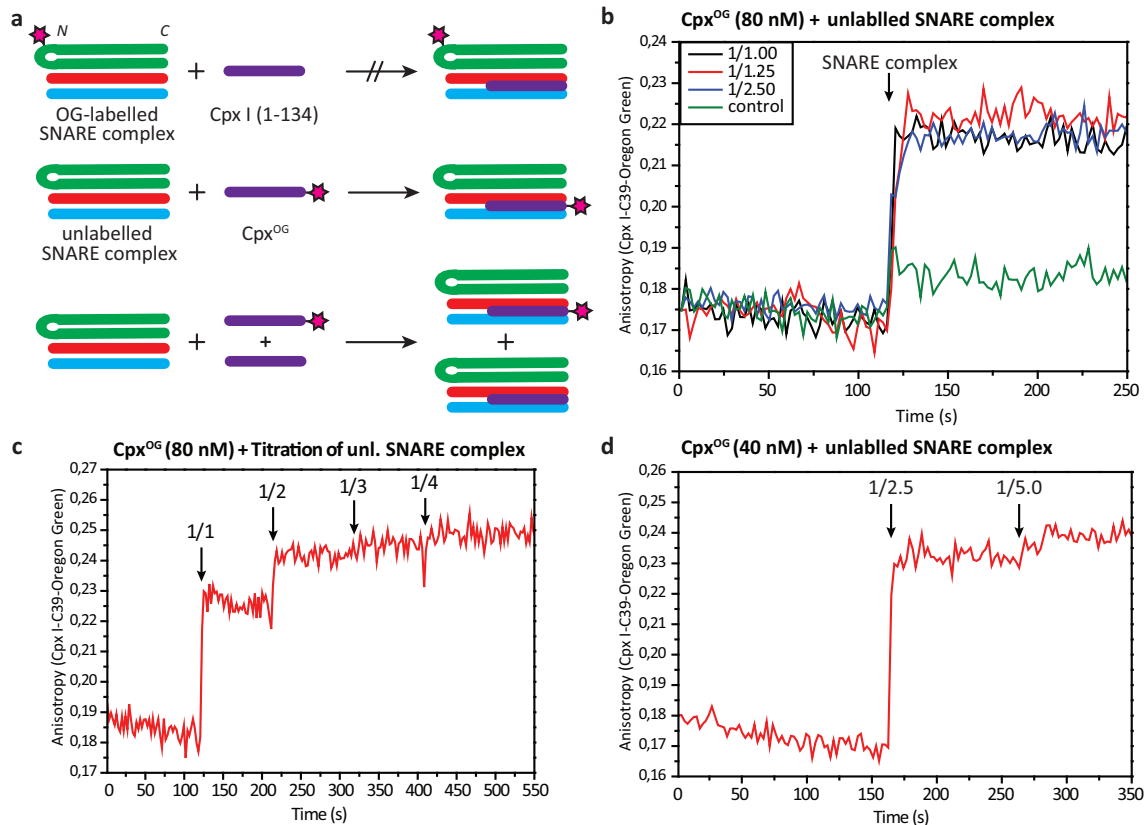 a
N C
+
OG-labelled
SNARE complex
Cpx I (1-134)
+
unlabelled
SNARE complex
Cpx^OG
+
+
+
b
Cpx^OG (80 nM) + unlablled SNARE complex
1/1.00
1/1.25
1/2.50
control
SNARE complex
Anisotropy (Cpx I-C39-Oregon Green)
0,24
0,23
0,22
0,21
0,20
0,19
0,18
0,17
0,16
0 50 100 150 200 250
Time (s)
c
Cpx^OG (80 nM) + Titration of unl. SNARE complex
1/1
1/2
1/3
1/4
Anisotropy (Cpx I-C39-Oregon Green)
0,27
0,26
0,25
0,24
0,23
0,22
0,21
0,20
0,19
0,18
0,17
0 50 100 150 200 250 300 350 400 450 500 550
Time (s)
d
Cpx^OG (40 nM) + unlablled SNARE complex
1/2.5
1/5.0
Anisotropy (Cpx I-C39-Oregon Green)
0,26
0,25
0,24
0,23
0,22
0,21
0,20
0,19
0,18
0,17
0,16
0 50 100 150 200 250 300 350
Time (s)